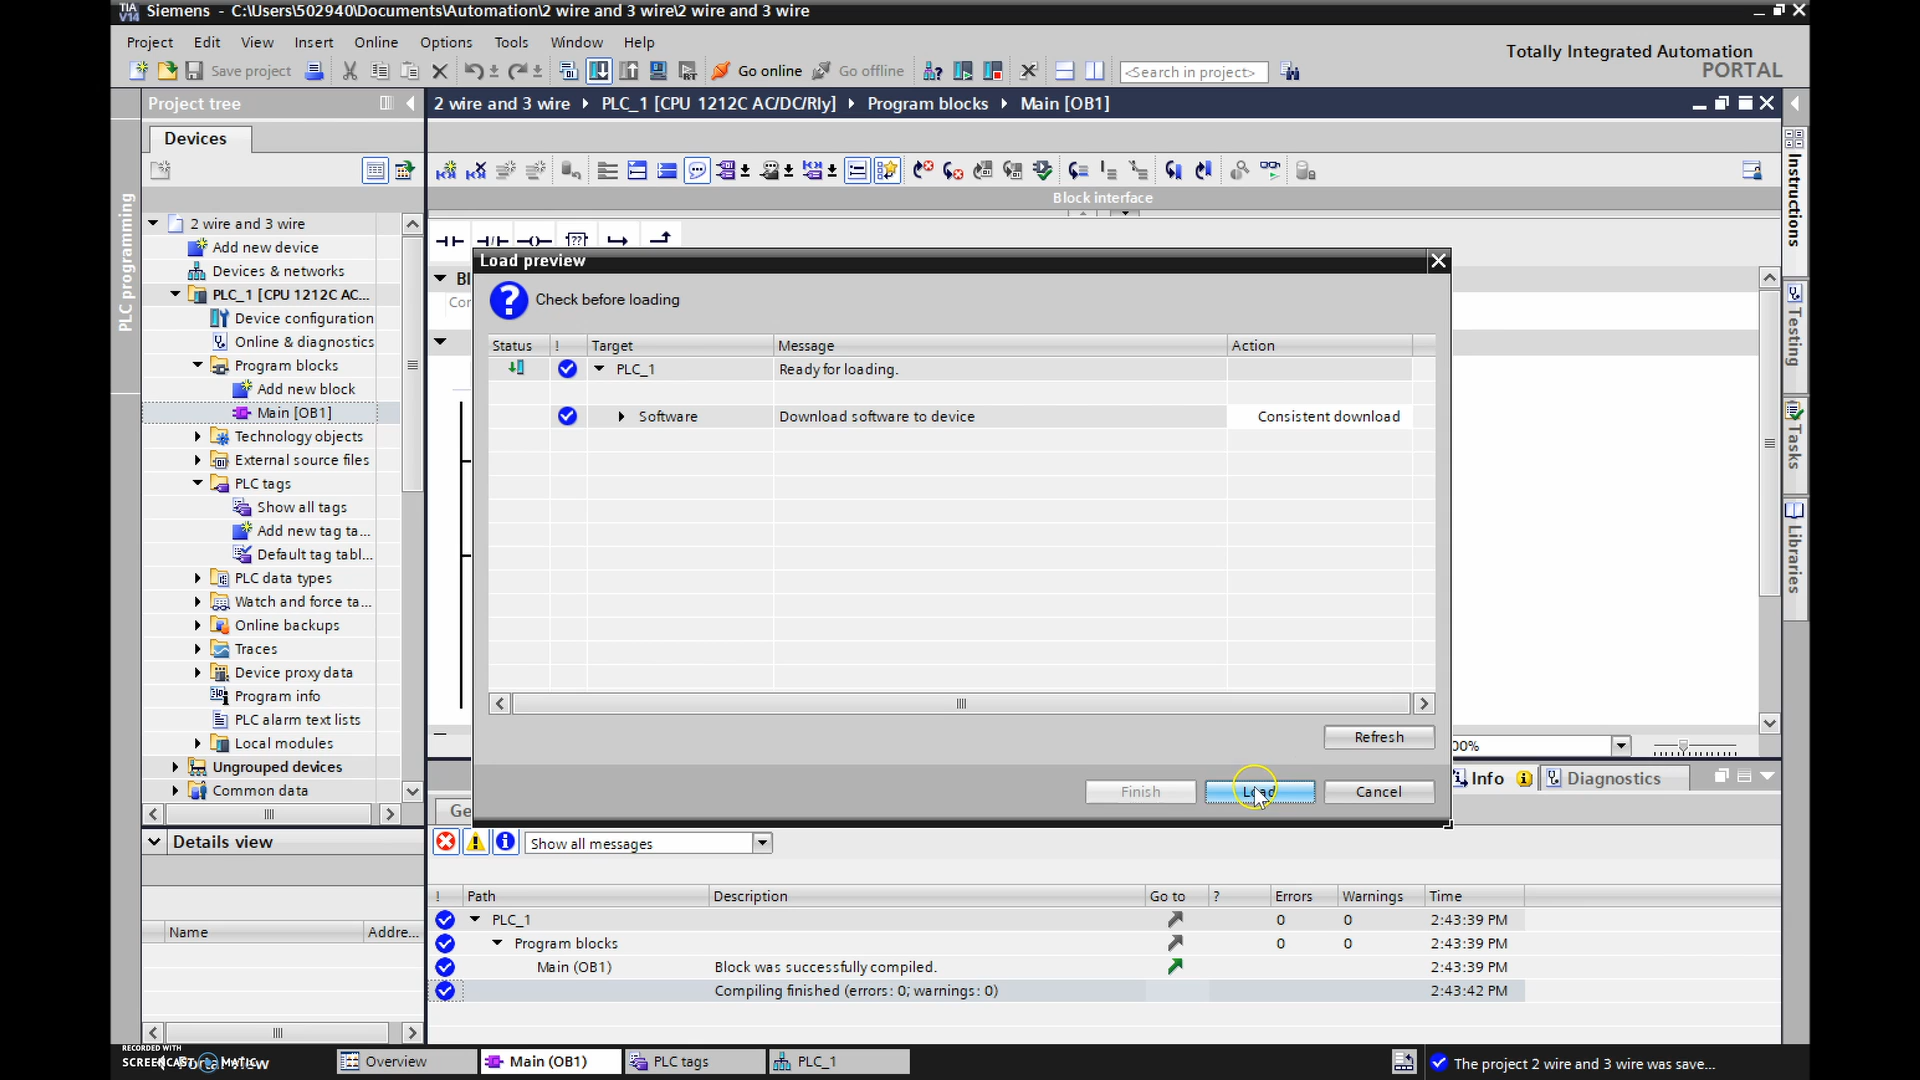 TIA V14 Siemens - C:\Users\502940\Documents\Automation\2 wire and 3 wire\2 wire and 3 wire
Project Edit View Insert Online Options Tools Window Help
Totally Integrated Automation
PORTAL
Save project Go online Go offline <Search in project>
Project tree
2 wire and 3 wire PLC_1 [CPU 1212C AC/DC/Rly] Program blocks Main [OB1]
Devices
Block interface
PLC programming
2 wire and 3 wire
Add new device
Devices & networks
PLC_1 [CPU 1212C AC...
Device configuration
Online & diagnostics
Program blocks
Add new block
Main [OB1]
Technology objects
External source files
PLC tags
Show all tags
Add new tag ta...
Default tag tabl...
PLC data types
Watch and force ta...
Online backups
Traces
Device proxy data
Program info
PLC alarm text lists
Local modules
Ungrouped devices
Common data
Details view
Name Addre...
??
Bl
Co
Load preview
? Check before loading
Status ! Target Message Action
PLC_1 Ready for loading.
Software Download software to device Consistent download
Refresh
Finish Load Cancel
00%
Info Diagnostics
Ge
Show all messages
! Path Description Go to ? Errors Warnings Time
PLC_1 0 0 2:43:39 PM
Program blocks 0 0 2:43:39 PM
Main (OB1) Block was successfully compiled. 2:43:39 PM
Compiling finished (errors: 0; warnings: 0) 2:43:42 PM
Instructions
Testing
Tasks
Libraries
RECORDED WITH
SCREENCAST MATIC
Portal view Overview Main (OB1) PLC tags PLC_1 The project 2 wire and 3 wire was save...